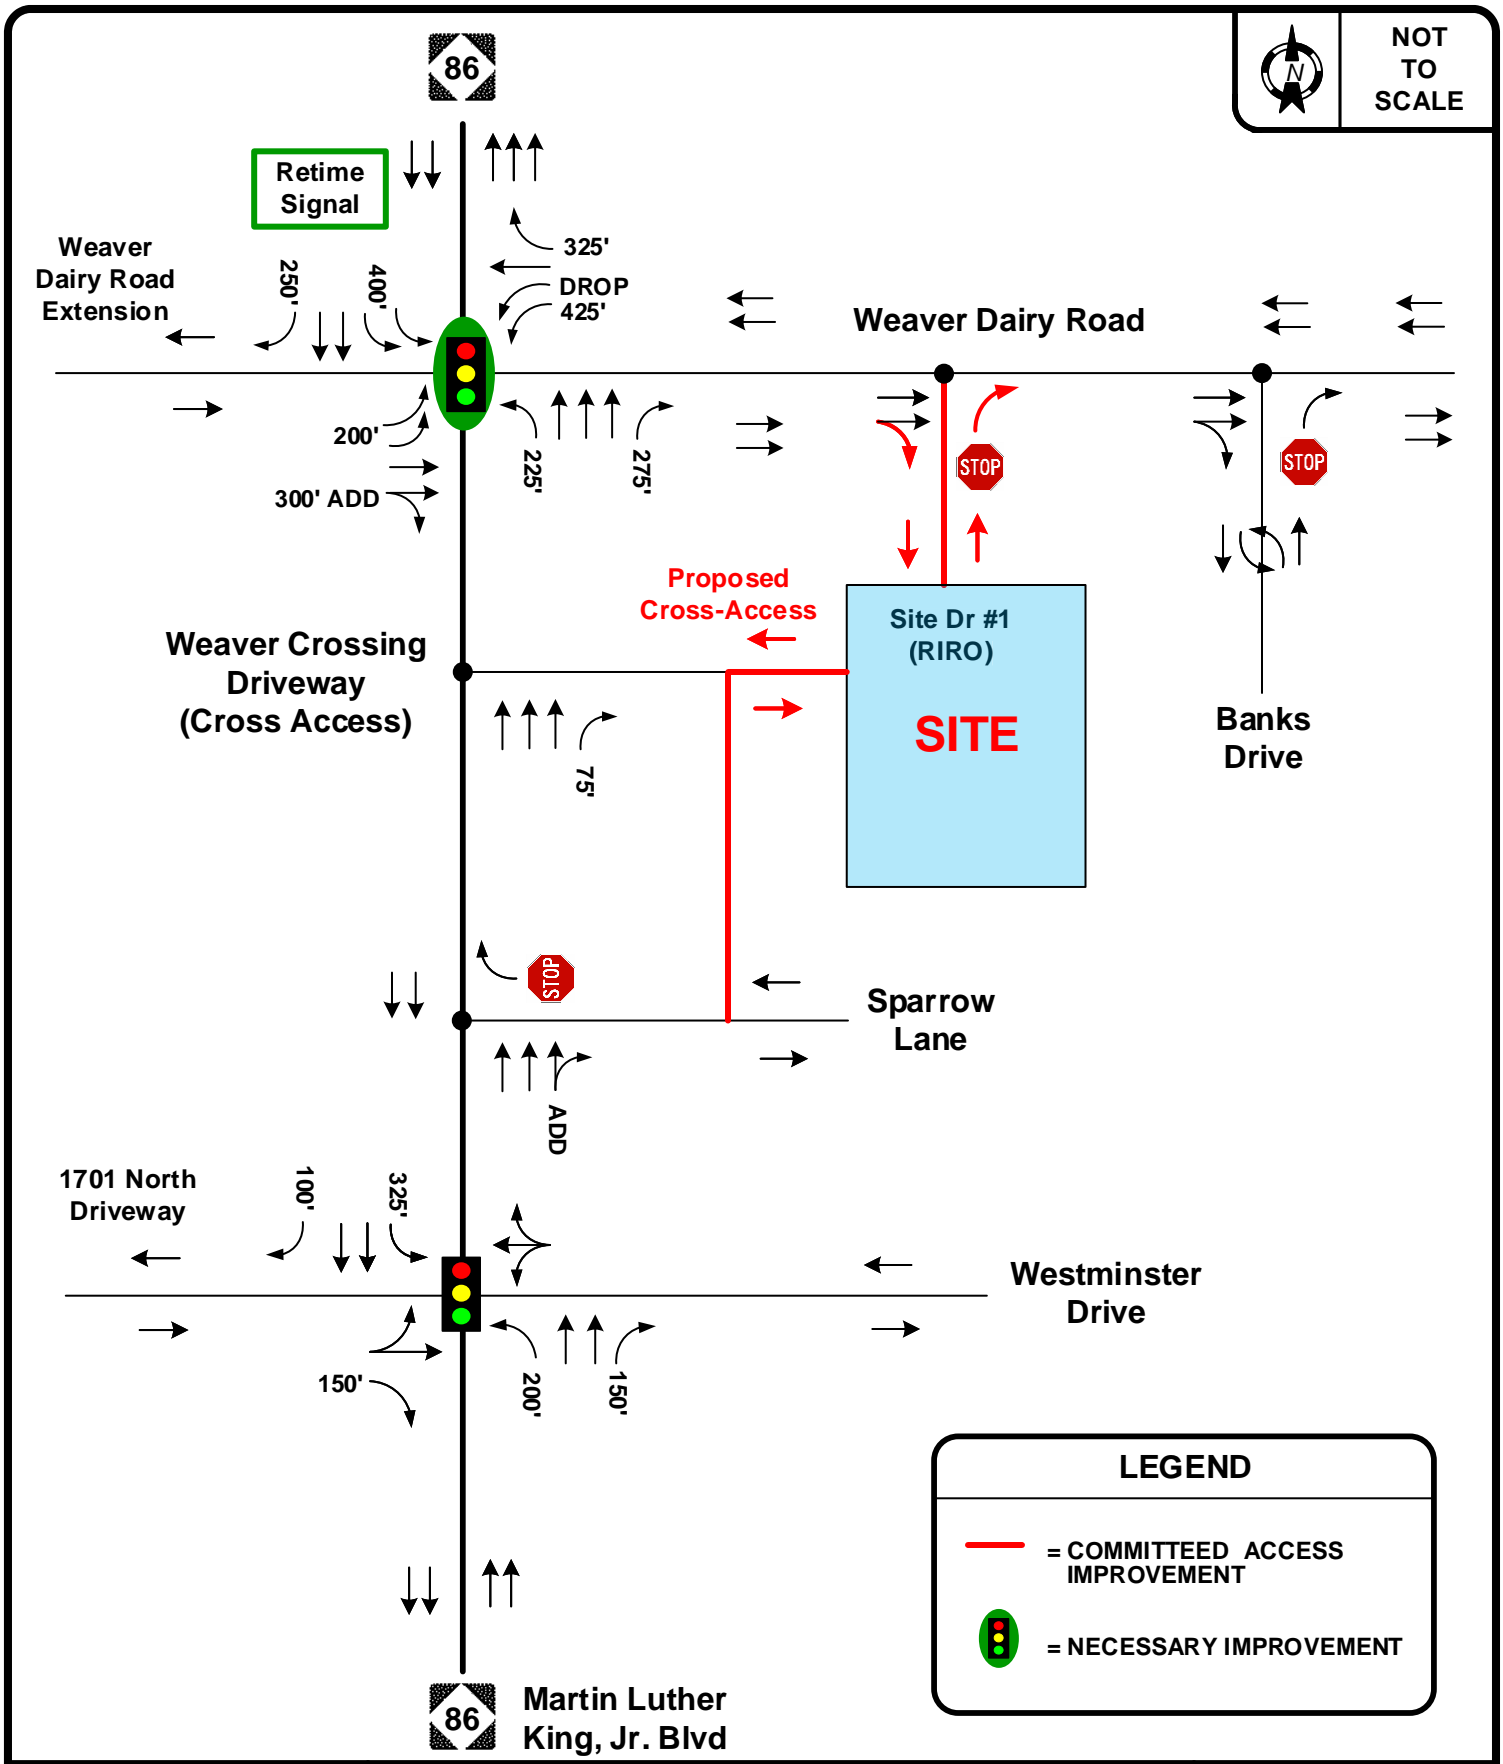 86
N
NOT
TO
SCALE
Retime
Signal
Weaver
Dairy Road
Extension
250'
400'
325'
DROP
425'
Weaver Dairy Road
200'
300' ADD
225'
275'
STOP
STOP
Proposed
Cross-Access
Site Dr #1
(RIRO)
SITE
Weaver Crossing
Driveway
(Cross Access)
75'
Banks
Drive
STOP
Sparrow
Lane
ADD
1701 North
Driveway
100'
325'
Westminster
Drive
150'
200'
150'
LEGEND
= COMMITTEED ACCESS
IMPROVEMENT
= NECESSARY IMPROVEMENT
86
Martin Luther
King, Jr. Blvd